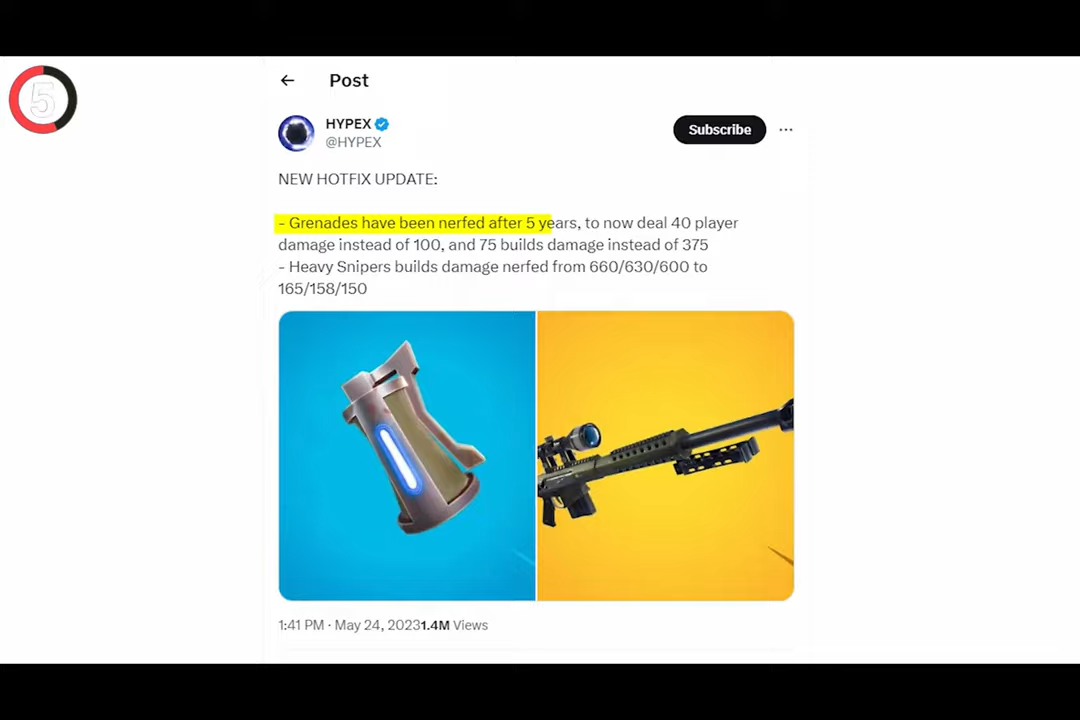 5
Post
HYPEX
@HYPEX
Subscribe
NEW HOTFIX UPDATE:
- Grenades have been nerfed after 5 years, to now deal 40 player
damage instead of 100, and 75 builds damage instead of 375
- Heavy Snipers builds damage nerfed from 660/630/600 to
165/158/150
1:41 PM · May 24, 20231.4M Views